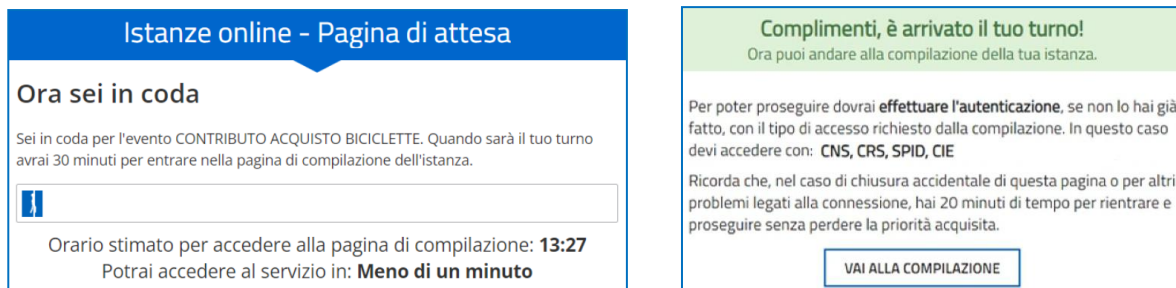 Istanze online - Pagina di attesa
Ora sei in coda
Sei in coda per l'evento CONTRIBUTO ACQUISTO BICICLETTE. Quando sarà il tuo turno
avrai 30 minuti per entrare nella pagina di compilazione dell'istanza.
Orario stimato per accedere alla pagina di compilazione: 13:27
Potrai accedere al servizio in: Meno di un minuto
Complimenti, è arrivato il tuo turno!
Ora puoi andare alla compilazione della tua istanza.
Per poter proseguire dovrai effettuare l'autenticazione, se non lo hai già
fatto, con il tipo di accesso richiesto dalla compilazione. In questo caso
devi accedere con: CNS, CRS, SPID, CIE
Ricorda che, nel caso di chiusura accidentale di questa pagina o per altri
problemi legati alla connessione, hai 20 minuti di tempo per rientrare e
proseguire senza perdere la priorità acquisita.
VAI ALLA COMPILAZIONE